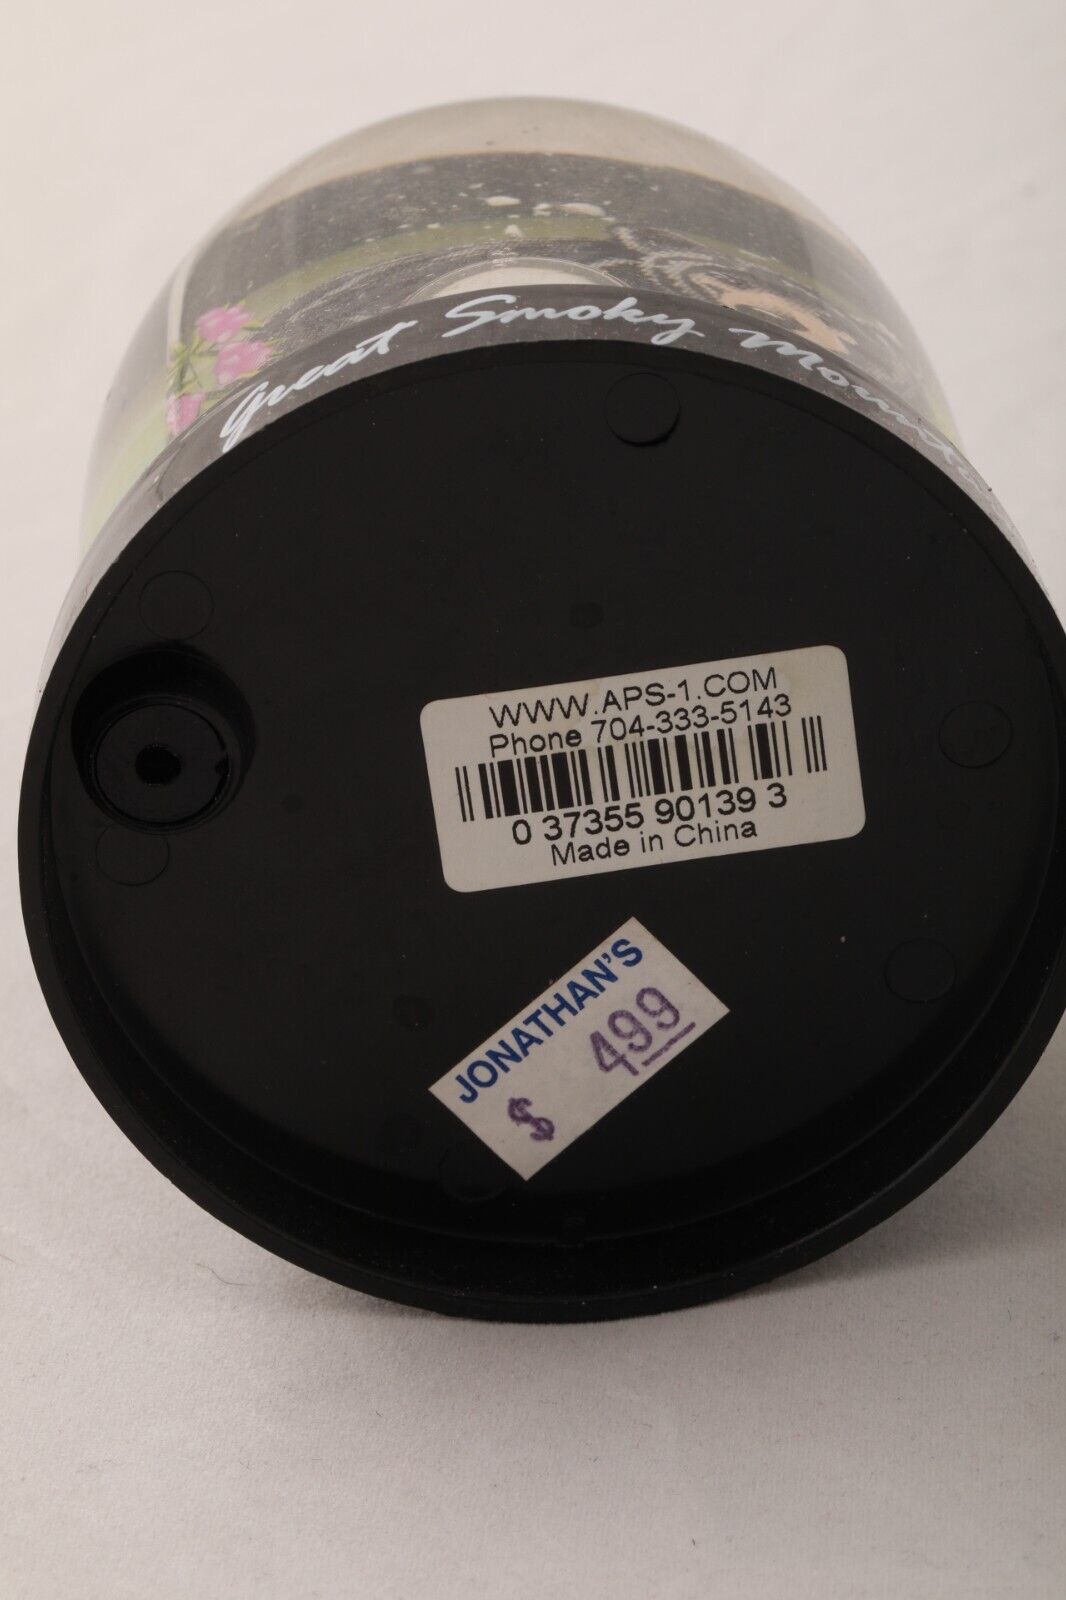 Great Smoky
WWW.APS-1.COM
Phone 704-333-5143
0 37355 90139 3
Made in China
JONATHAN'S
$ 499